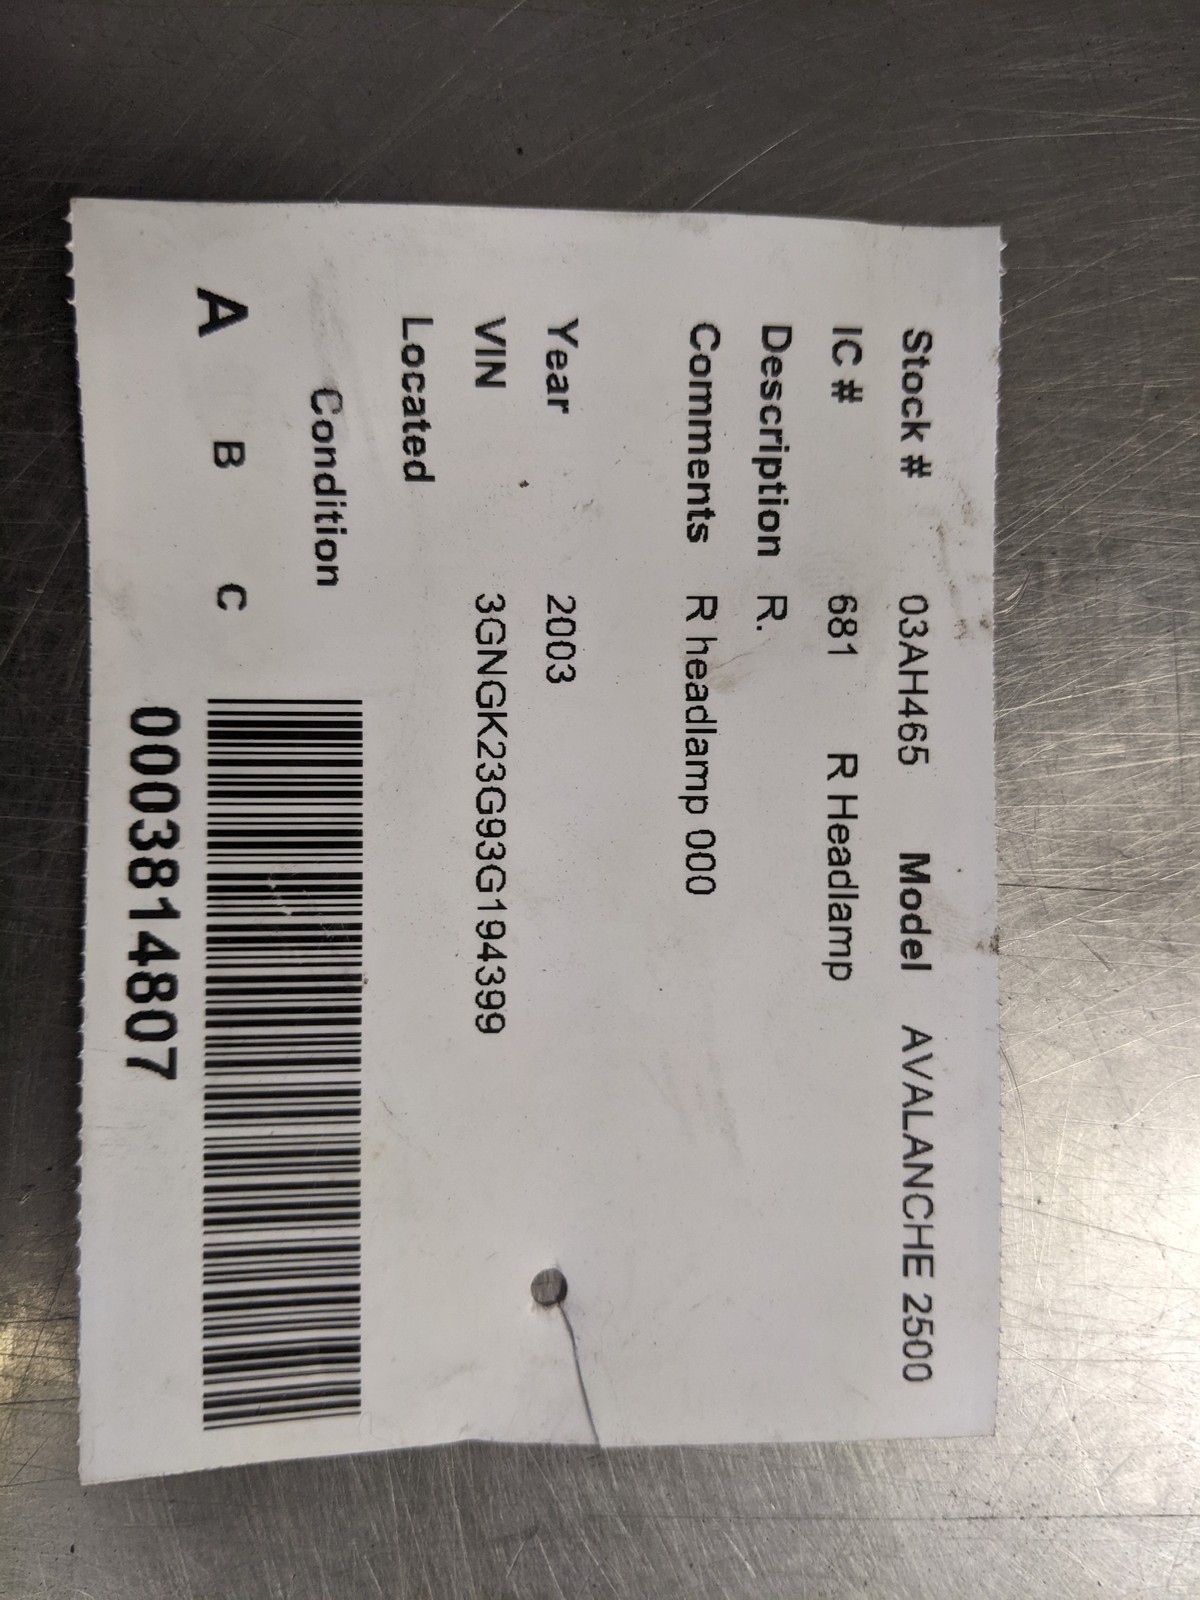 Stock # 03AH465 Model AVALANCHE 2500
IC # 681 R Headlamp
Description R.
Comments R headlamp 000
Year 2003
VIN 3GNGK23G93G194399
Located
Condition
A B C
0003814807